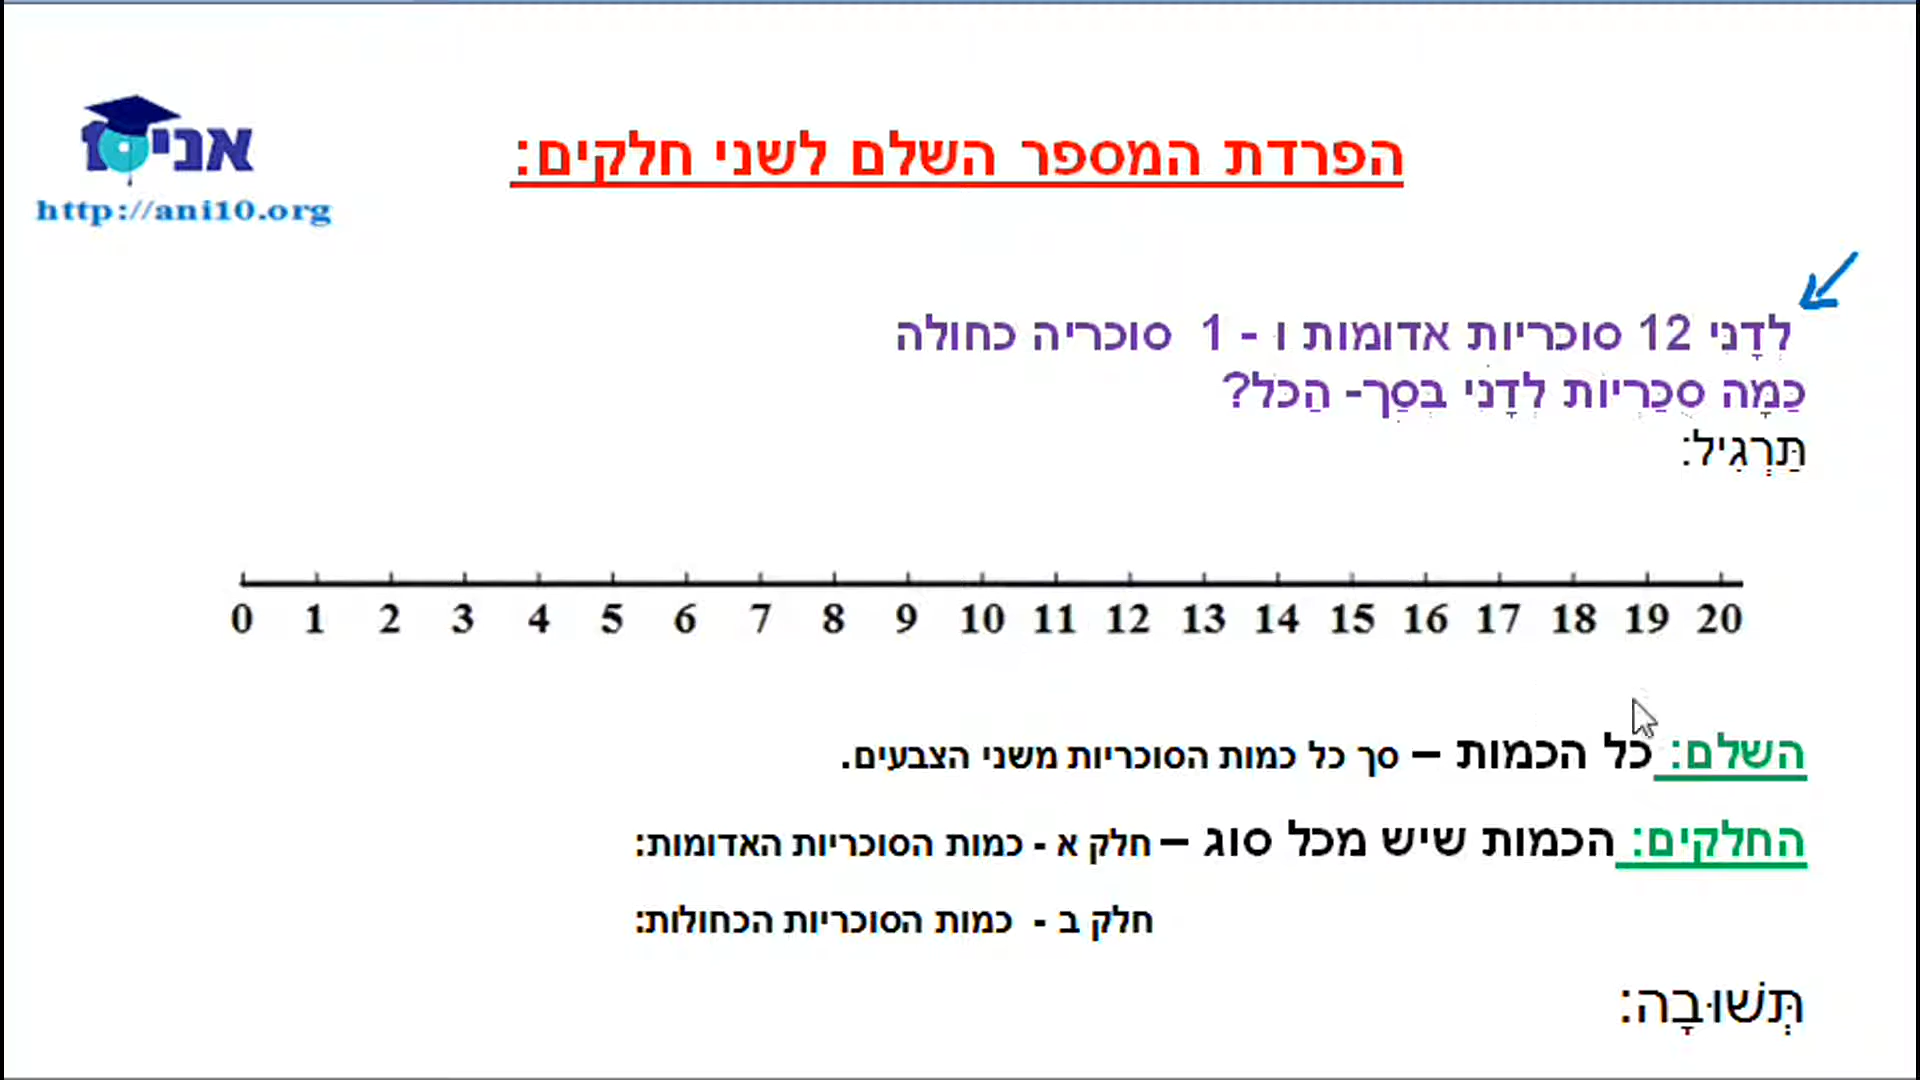 אני10
http://ani10.org
הפרדת המספר השלם לשני חלקים:
לְדָנִּי 12 סוכריות אדומות ו - 1 סוכריה כחולה
כַּמָּה סֻכַּרִיּוֹת לְדָנִי בְּסַך- הַכֹּל?
תַּרְגִיל:
0 1 2 3 4 5 6 7 8 9 10 11 12 13 14 15 16 17 18 19 20
השלם: כל הכמות – סך כל כמות הסוכריות משני הצבעים.
החלקים: הכמות שיש מכל סוג – חלק א - כמות הסוכריות האדומות:
חלק ב - כמות הסוכריות הכחולות:
תְּשׁוּבָה: